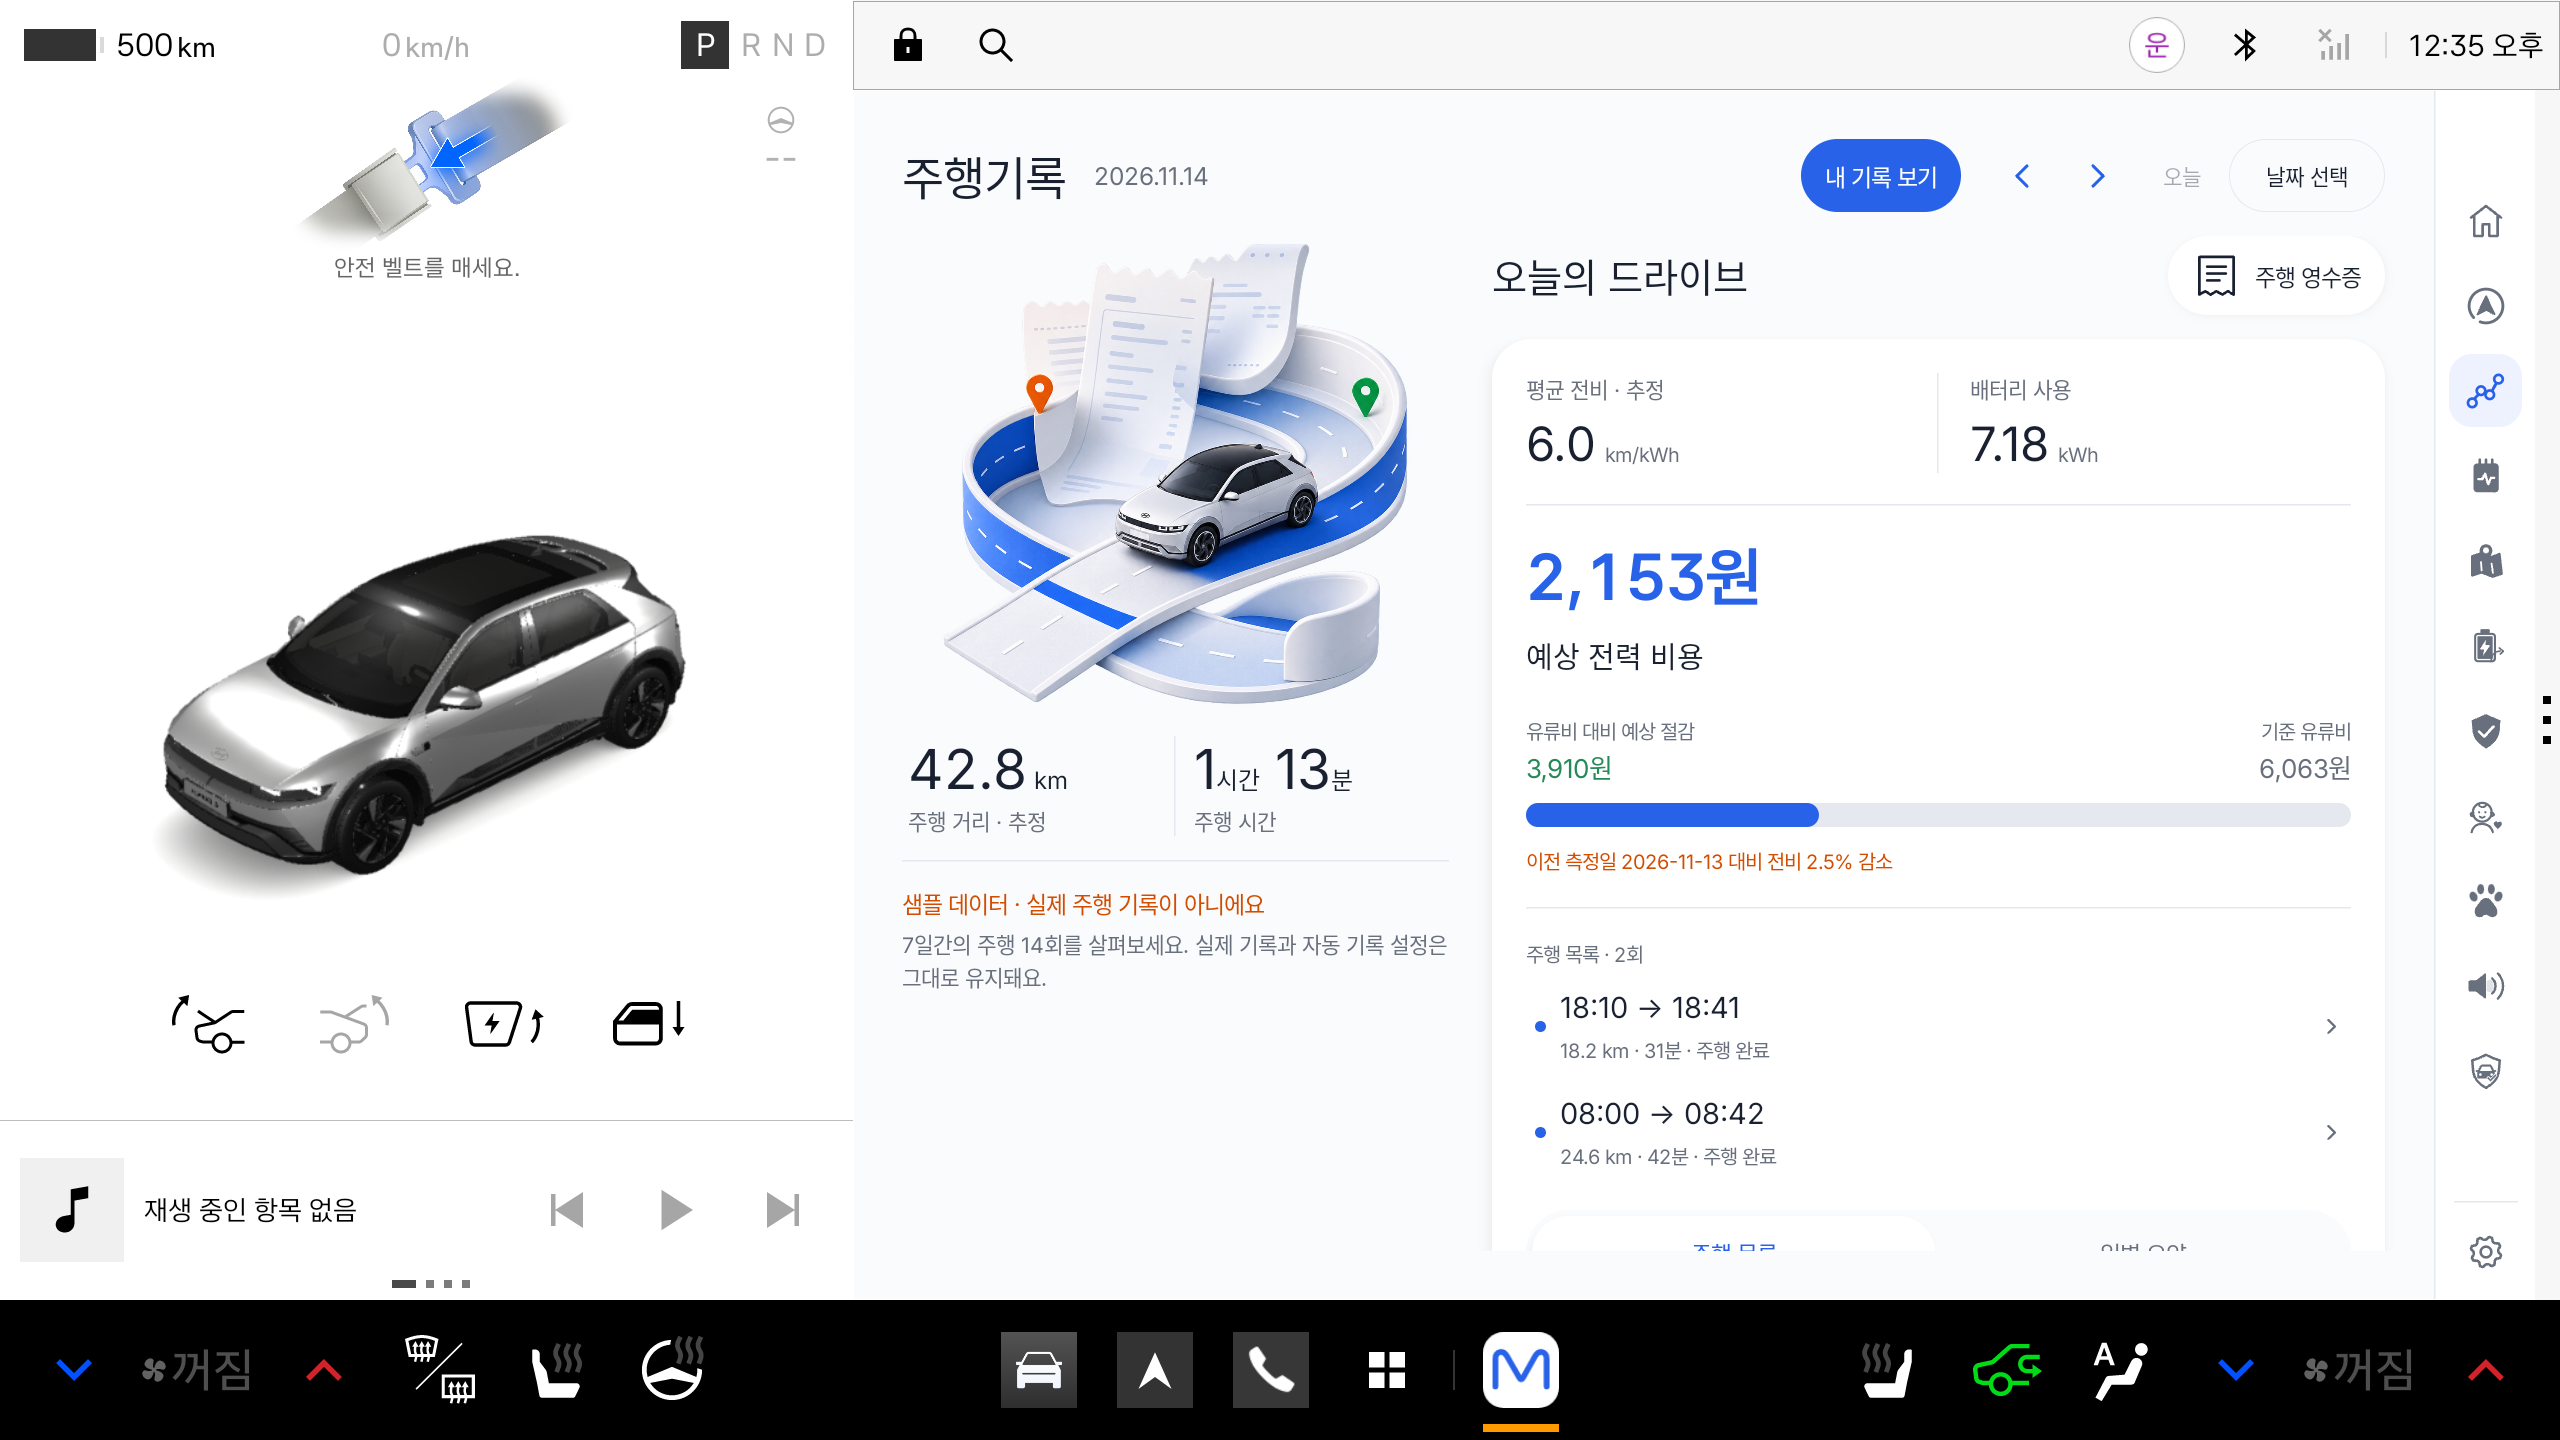 500 km
0 km/h
P R N D
운
12:35 오후
안전 벨트를 매세요.
주행기록
2026.11.14
내 기록 보기
오늘
날짜 선택
오늘의 드라이브
주행 영수증
평균 전비 · 추정
6.0 km/kWh
배터리 사용
7.18 kWh
2,153원
예상 전력 비용
유류비 대비 예상 절감
3,910원
기준 유류비
6,063원
이전 측정일 2026-11-13 대비 전비 2.5% 감소
42.8 km
주행 거리 · 추정
1시간 13분
주행 시간
샘플 데이터 · 실제 주행 기록이 아니에요
7일간의 주행 14회를 살펴보세요. 실제 기록과 자동 기록 설정은
그대로 유지돼요.
주행 목록 · 2회
18:10 → 18:41
18.2 km · 31분 · 주행 완료
08:00 → 08:42
24.6 km · 42분 · 주행 완료
주행 목록
일별 요약
재생 중인 항목 없음
꺼짐
A
꺼짐